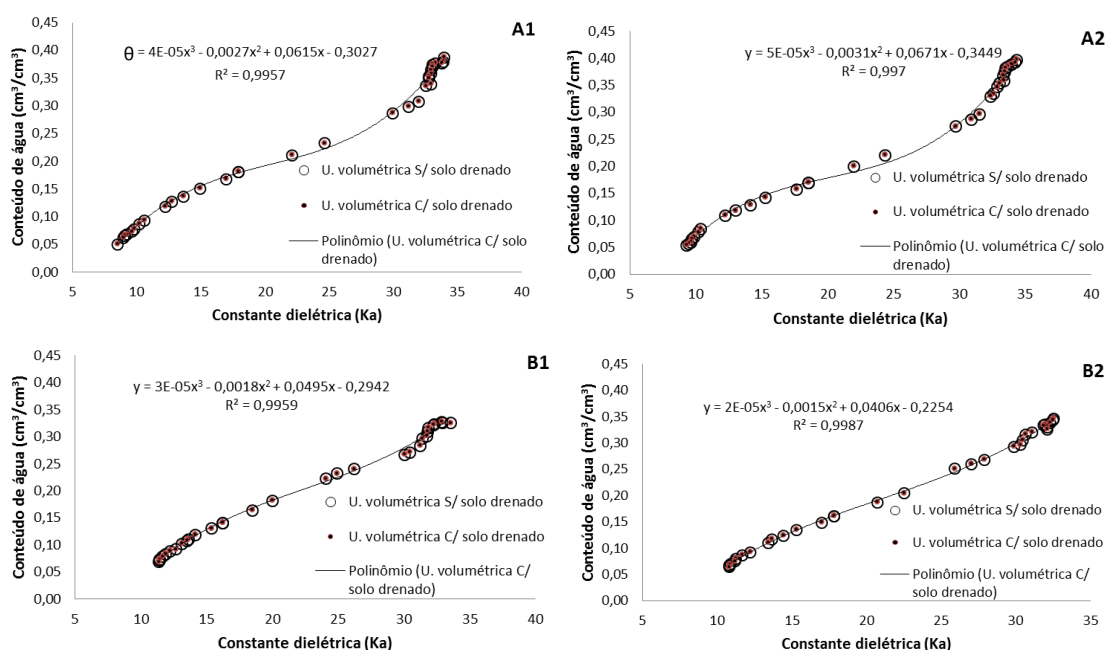 A1
θ = 4E-05x³ - 0,0027x² + 0,0615x - 0,3027
R² = 0,9957
Conteúdo de água (cm³/cm³)
0,45
0,40
0,35
0,30
0,25
0,20
0,15
0,10
0,05
0,00
U. volumétrica S/ solo drenado
U. volumétrica C/ solo drenado
Polinômio (U. volumétrica C/ solo
drenado)
5 10 15 20 25 30 35 40
Constante dielétrica (Ka)
A2
y = 5E-05x³ - 0,0031x² + 0,0671x - 0,3449
R² = 0,997
Conteúdo de água (cm³/cm³)
0,45
0,40
0,35
0,30
0,25
0,20
0,15
0,10
0,05
0,00
U. volumétrica S/ solo drenado
U. volumétrica C/ solo drenado
Polinômio (U. volumétrica C/ solo
drenado)
5 10 15 20 25 30 35 40
Constante dielétrica (Ka)
B1
y = 3E-05x³ - 0,0018x² + 0,0495x - 0,2942
R² = 0,9959
Conteúdo de água (cm³/cm³)
0,45
0,40
0,35
0,30
0,25
0,20
0,15
0,10
0,05
0,00
U. volumétrica S/ solo drenado
U. volumétrica C/ solo drenado
Polinômio (U. volumétrica C/
solo drenado)
5 10 15 20 25 30 35 40
Constante dielétrica (Ka)
B2
y = 2E-05x³ - 0,0015x² + 0,0406x - 0,2254
R² = 0,9987
Conteúdo de água (cm³/cm³)
0,45
0,40
0,35
0,30
0,25
0,20
0,15
0,10
0,05
0,00
U. volumétrica S/ solo drenado
U. volumétrica C/ solo drenado
Polinômio (U. volumétrica C/
solo drenado)
5 10 15 20 25 30 35 40
Constante dielétrica (Ka)